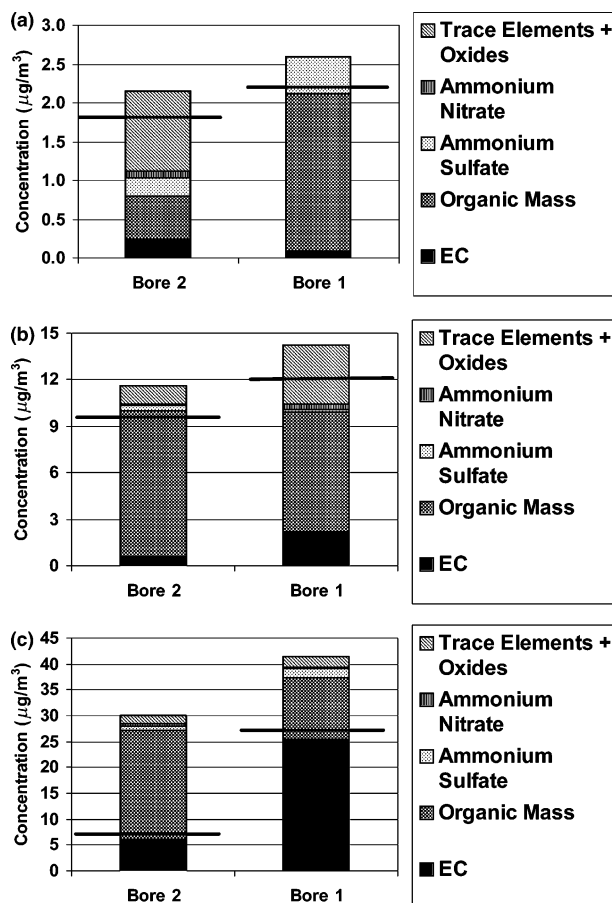 (a)
Concentration (μg/m³)
3.0
2.5
2.0
1.5
1.0
0.5
0.0
Bore 2 Bore 1
Trace Elements +
Oxides
Ammonium
Nitrate
Ammonium
Sulfate
Organic Mass
EC
(b)
Concentration (μg/m³)
15
12
9
6
3
0
Bore 2 Bore 1
Trace Elements +
Oxides
Ammonium
Nitrate
Ammonium
Sulfate
Organic Mass
EC
(c)
Concentration (μg/m³)
45
40
35
30
25
20
15
10
5
0
Bore 2 Bore 1
Trace Elements +
Oxides
Ammonium
Nitrate
Ammonium
Sulfate
Organic Mass
EC